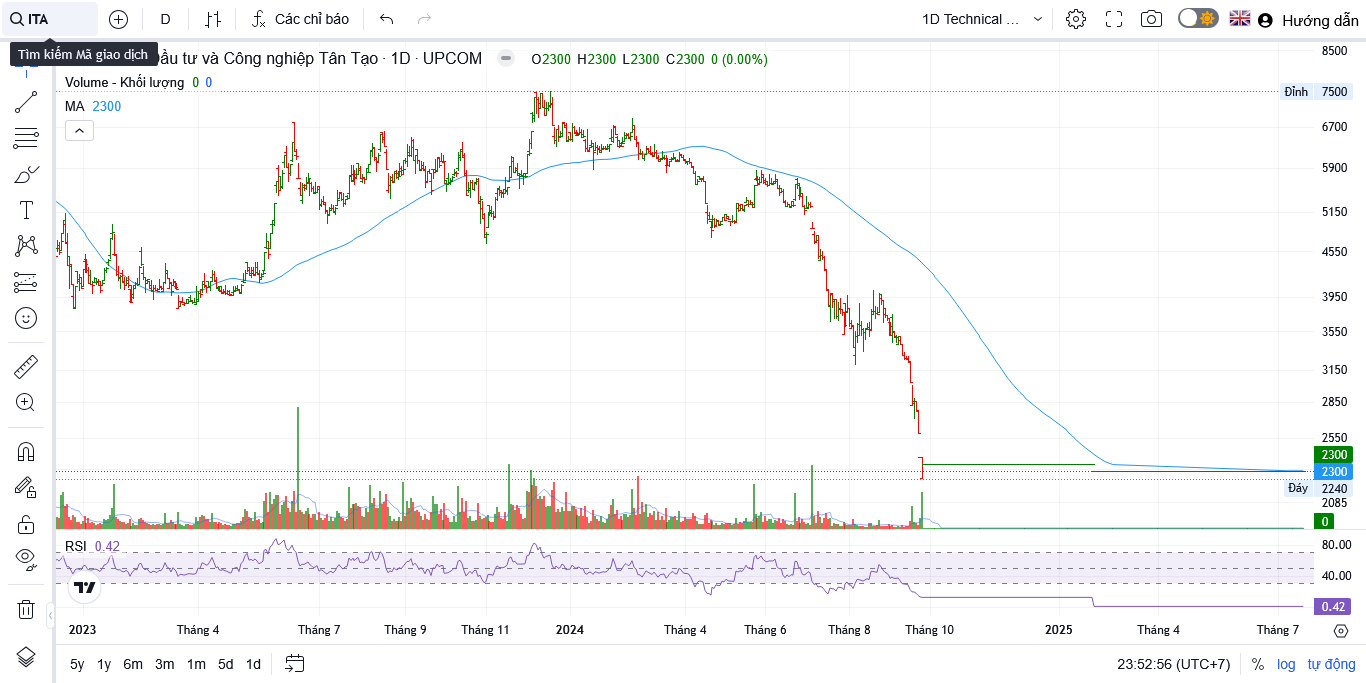 ITA
D
Các chỉ báo
1D Technical ...
Hướng dẫn
Tìm kiếm Mã giao dịch
ầu tư và Công nghiệp Tân Tạo · 1D · UPCOM
O2300 H2300 L2300 C2300 0 (0.00%)
Volume - Khối lượng 0 0
MA 2300
8500
Đỉnh 7500
6700
5900
5150
4550
3950
3550
3150
2850
2550
2300
2300
Đáy 2240
2085
0
RSI 0.42
80.00
40.00
0.42
2023 Tháng 4 Tháng 7 Tháng 9 Tháng 11 2024 Tháng 4 Tháng 6 Tháng 8 Tháng 10 2025 Tháng 4 Tháng 7
5y 1y 6m 3m 1m 5d 1d
23:52:56 (UTC+7) % log tự động